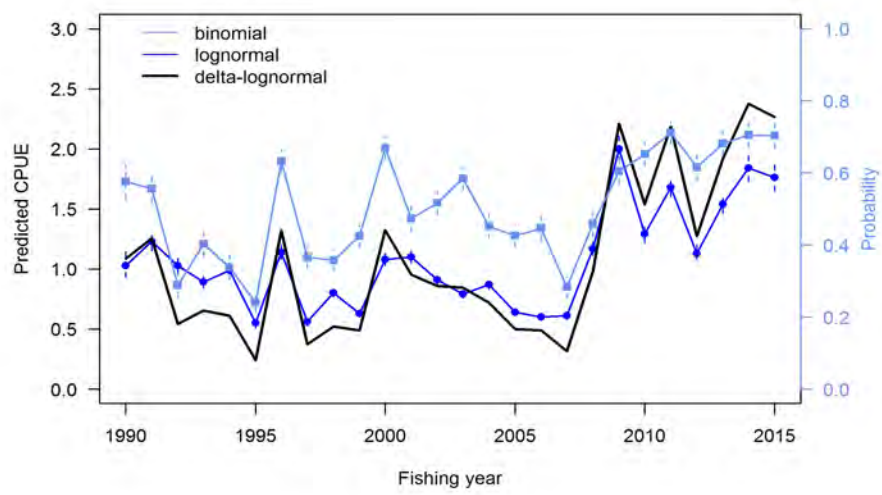 binomial
lognormal
delta-lognormal
3.0
2.5
2.0
1.5
1.0
0.5
0.0
Predicted CPUE
1.0
0.8
0.6
0.4
0.2
0.0
Probability
1990 1995 2000 2005 2010 2015
Fishing year